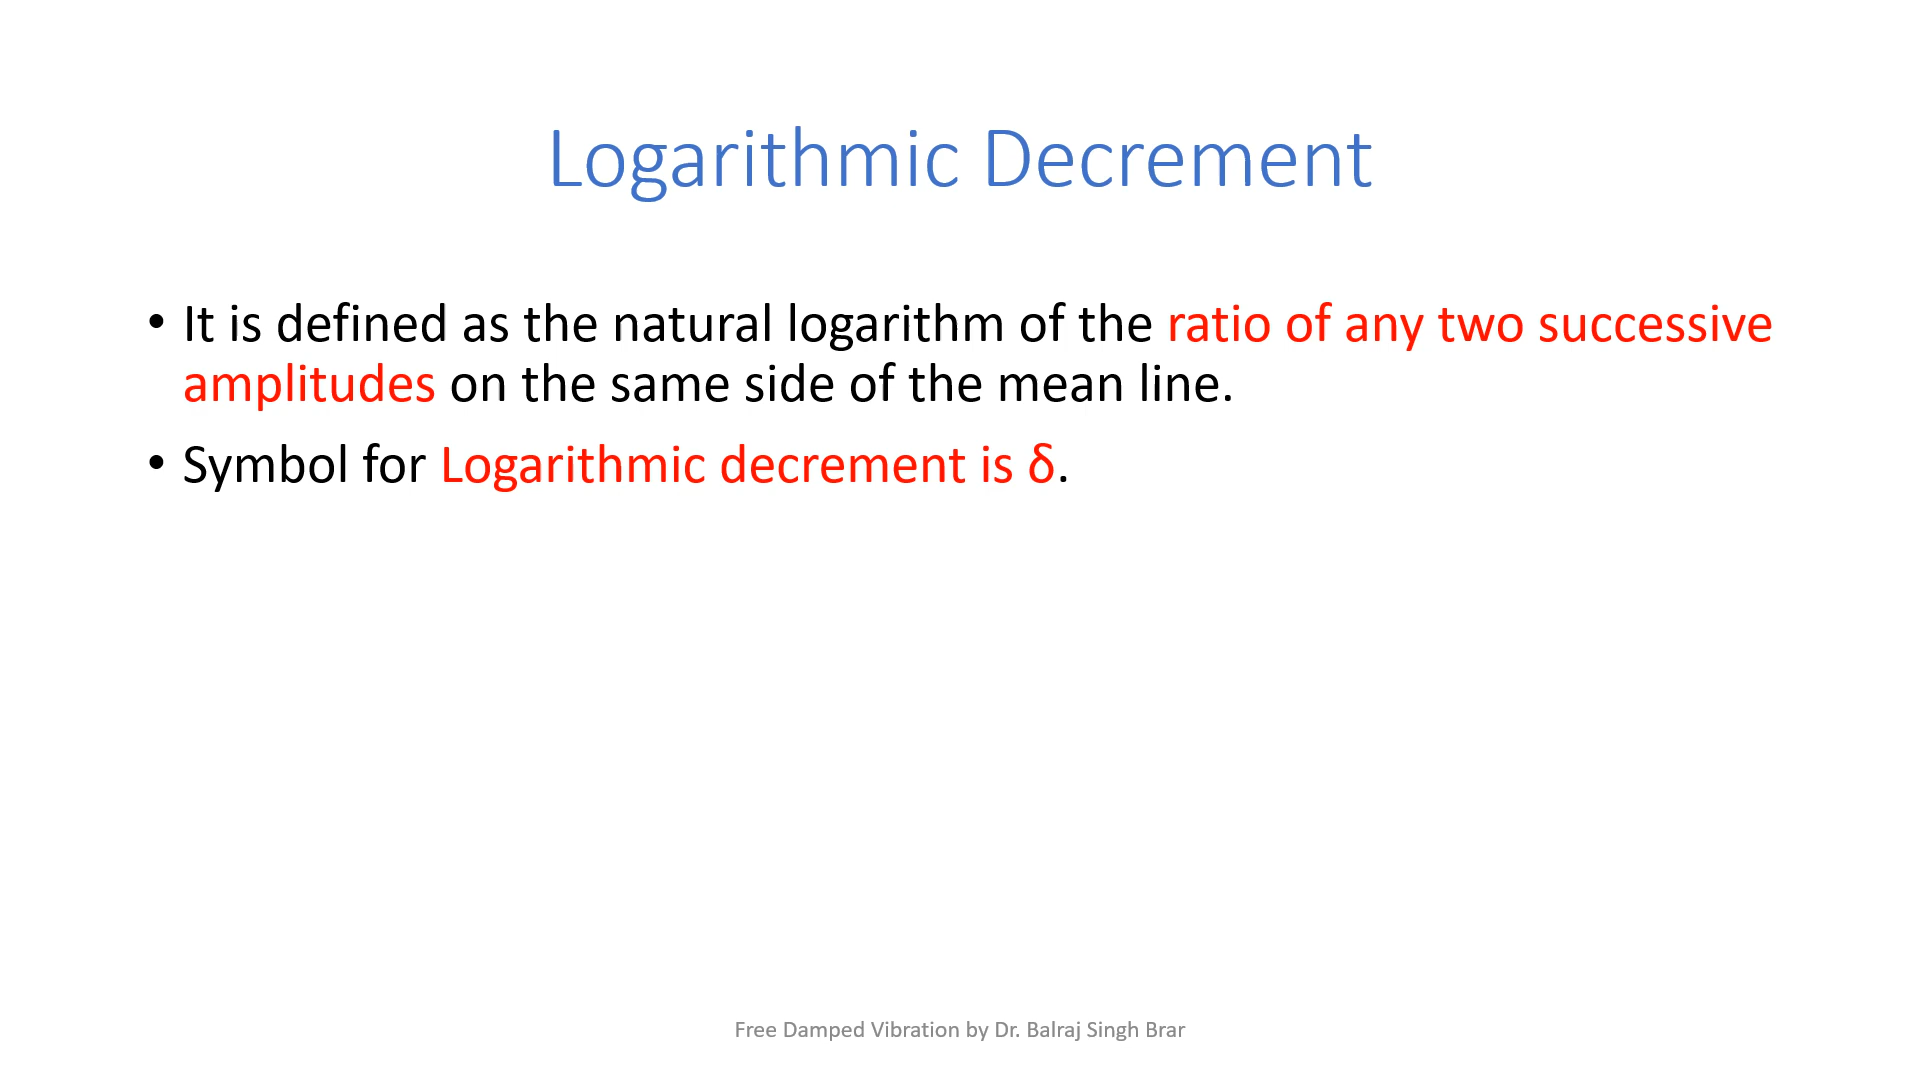 Logarithmic Decrement
• It is defined as the natural logarithm of the ratio of any two successive
amplitudes on the same side of the mean line.
• Symbol for Logarithmic decrement is δ.
Free Damped Vibration by Dr. Balraj Singh Brar